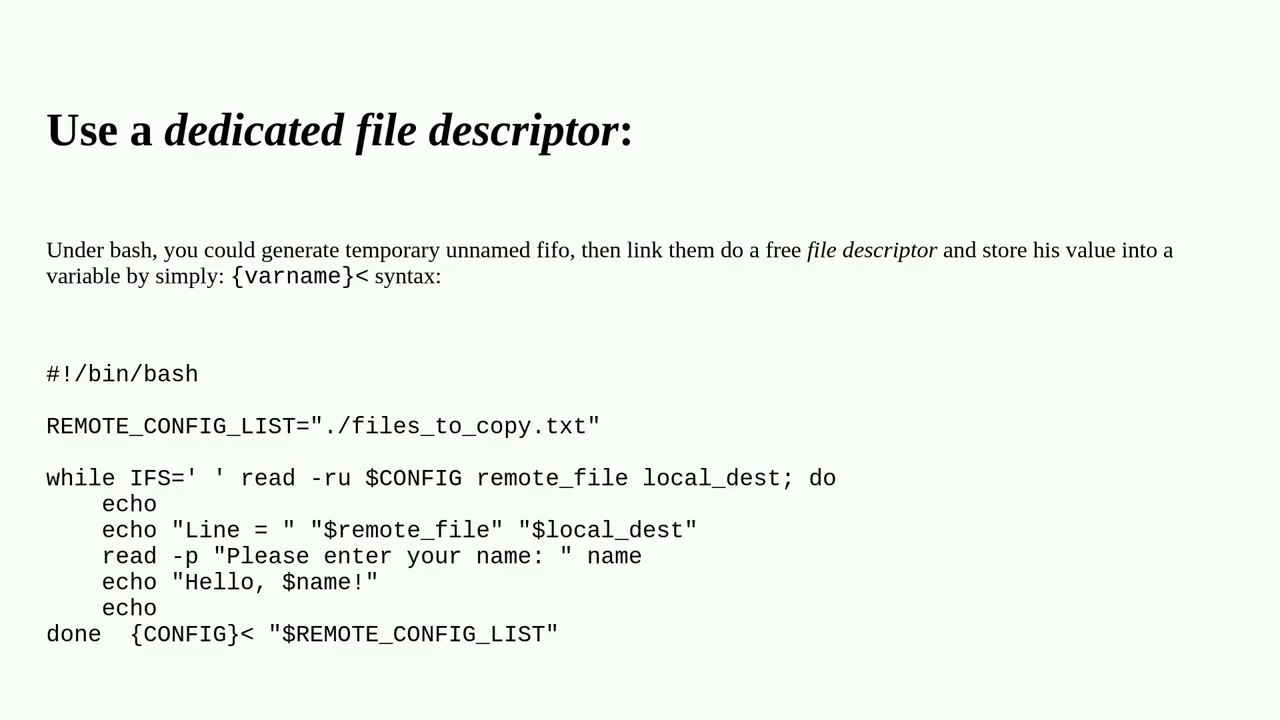 Use a dedicated file descriptor:
Under bash, you could generate temporary unnamed fifo, then link them do a free file descriptor and store his value into a
variable by simply: {varname}< syntax:
#!/bin/bash
REMOTE_CONFIG_LIST="./files_to_copy.txt"
while IFS=' ' read -ru $CONFIG remote_file local_dest; do
    echo
    echo "Line = " "$remote_file" "$local_dest"
    read -p "Please enter your name: " name
    echo "Hello, $name!"
    echo
done  {CONFIG}< "$REMOTE_CONFIG_LIST"